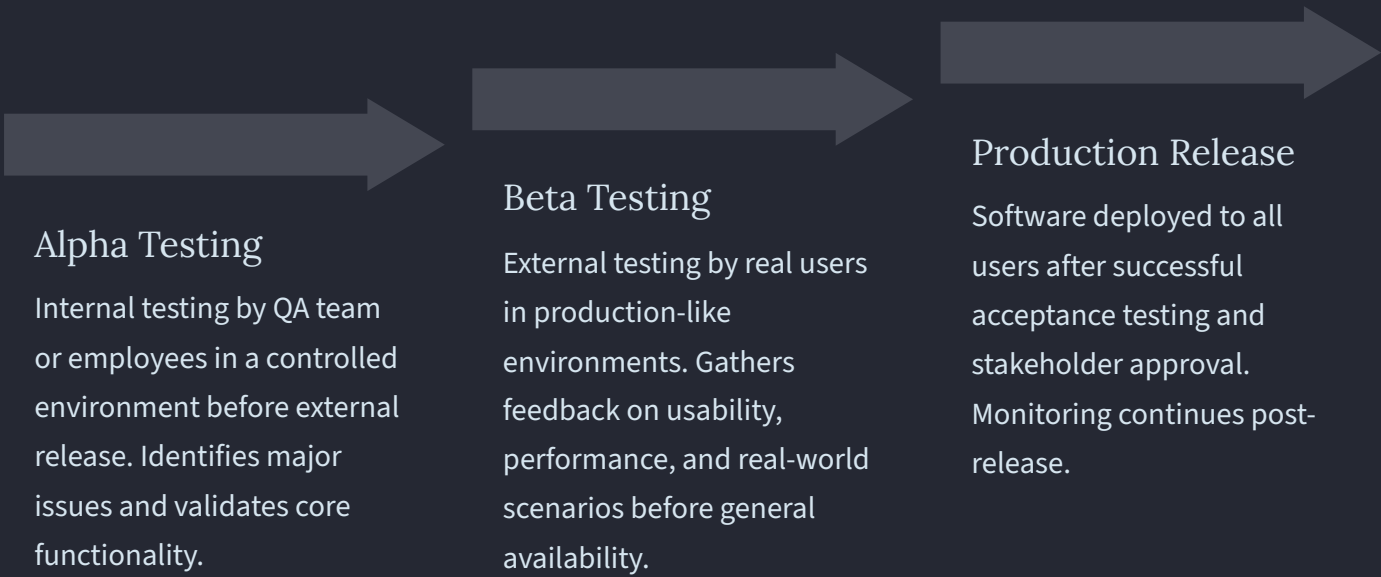 Alpha Testing
Internal testing by QA team
or employees in a controlled
environment before external
release. Identifies major
issues and validates core
functionality.
Beta Testing
External testing by real users
in production-like
environments. Gathers
feedback on usability,
performance, and real-world
scenarios before general
availability.
Production Release
Software deployed to all
users after successful
acceptance testing and
stakeholder approval.
Monitoring continues post-
release.